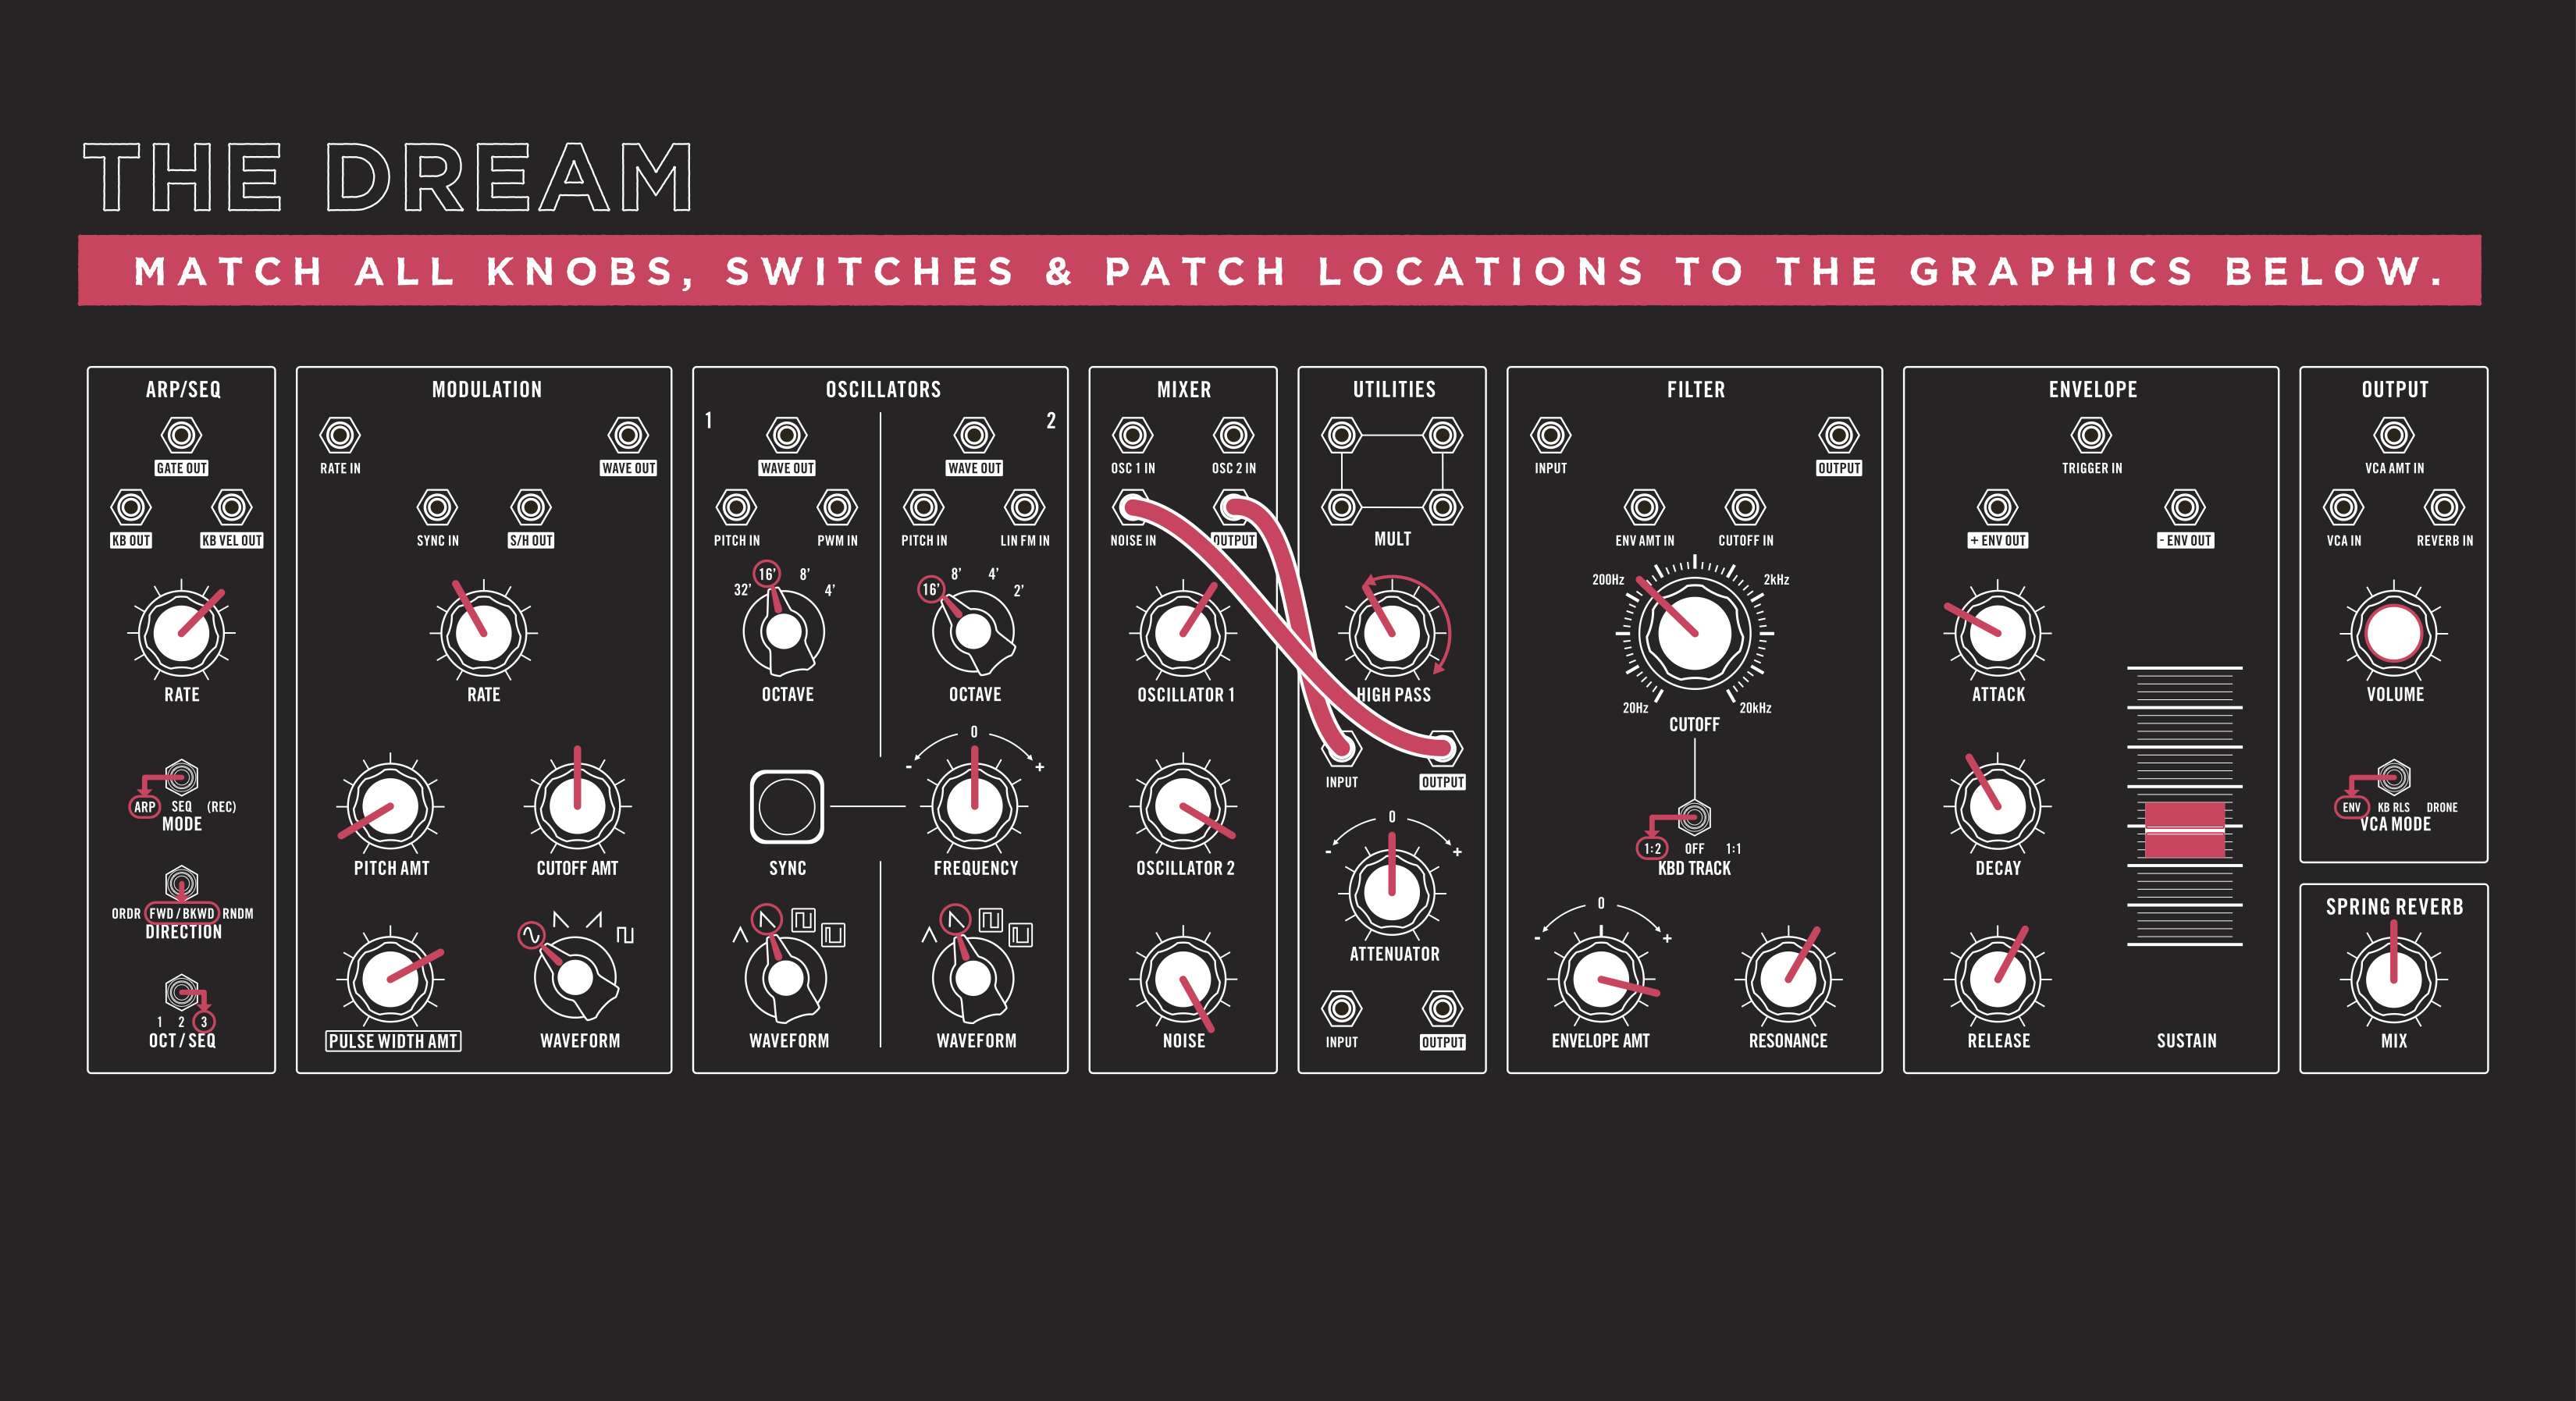 THE DREAM
MATCH ALL KNOBS, SWITCHES & PATCH LOCATIONS TO THE GRAPHICS BELOW.
ARP/SEQ
GATE OUT
KB OUT KB VEL OUT
RATE
ARP SEQ (REC)
MODE
ORDR FWD / BKWD RNDM
DIRECTION
1 2 3
OCT / SEQ
MODULATION
RATE IN WAVE OUT
SYNC IN S/H OUT
RATE
PITCH AMT CUTOFF AMT
PULSE WIDTH AMT WAVEFORM
OSCILLATORS
1 2
WAVE OUT WAVE OUT
PITCH IN PWM IN PITCH IN LIN FM IN
32' 16' 8' 4' 16' 8' 4' 2'
OCTAVE OCTAVE
0
- +
SYNC FREQUENCY
WAVEFORM WAVEFORM
MIXER
OSC 1 IN OSC 2 IN
NOISE IN OUTPUT
OSCILLATOR 1
OSCILLATOR 2
NOISE
UTILITIES
MULT
HIGH PASS
INPUT OUTPUT
0
- +
ATTENUATOR
INPUT OUTPUT
FILTER
INPUT OUTPUT
ENV AMT IN CUTOFF IN
200Hz 2kHz
20Hz 20kHz
CUTOFF
1:2 OFF 1:1
KBD TRACK
0
- +
ENVELOPE AMT RESONANCE
ENVELOPE
TRIGGER IN
+ ENV OUT - ENV OUT
ATTACK
DECAY
RELEASE SUSTAIN
OUTPUT
VCA AMT IN
VCA IN REVERB IN
VOLUME
ENV KB RLS DRONE
VCA MODE
SPRING REVERB
MIX